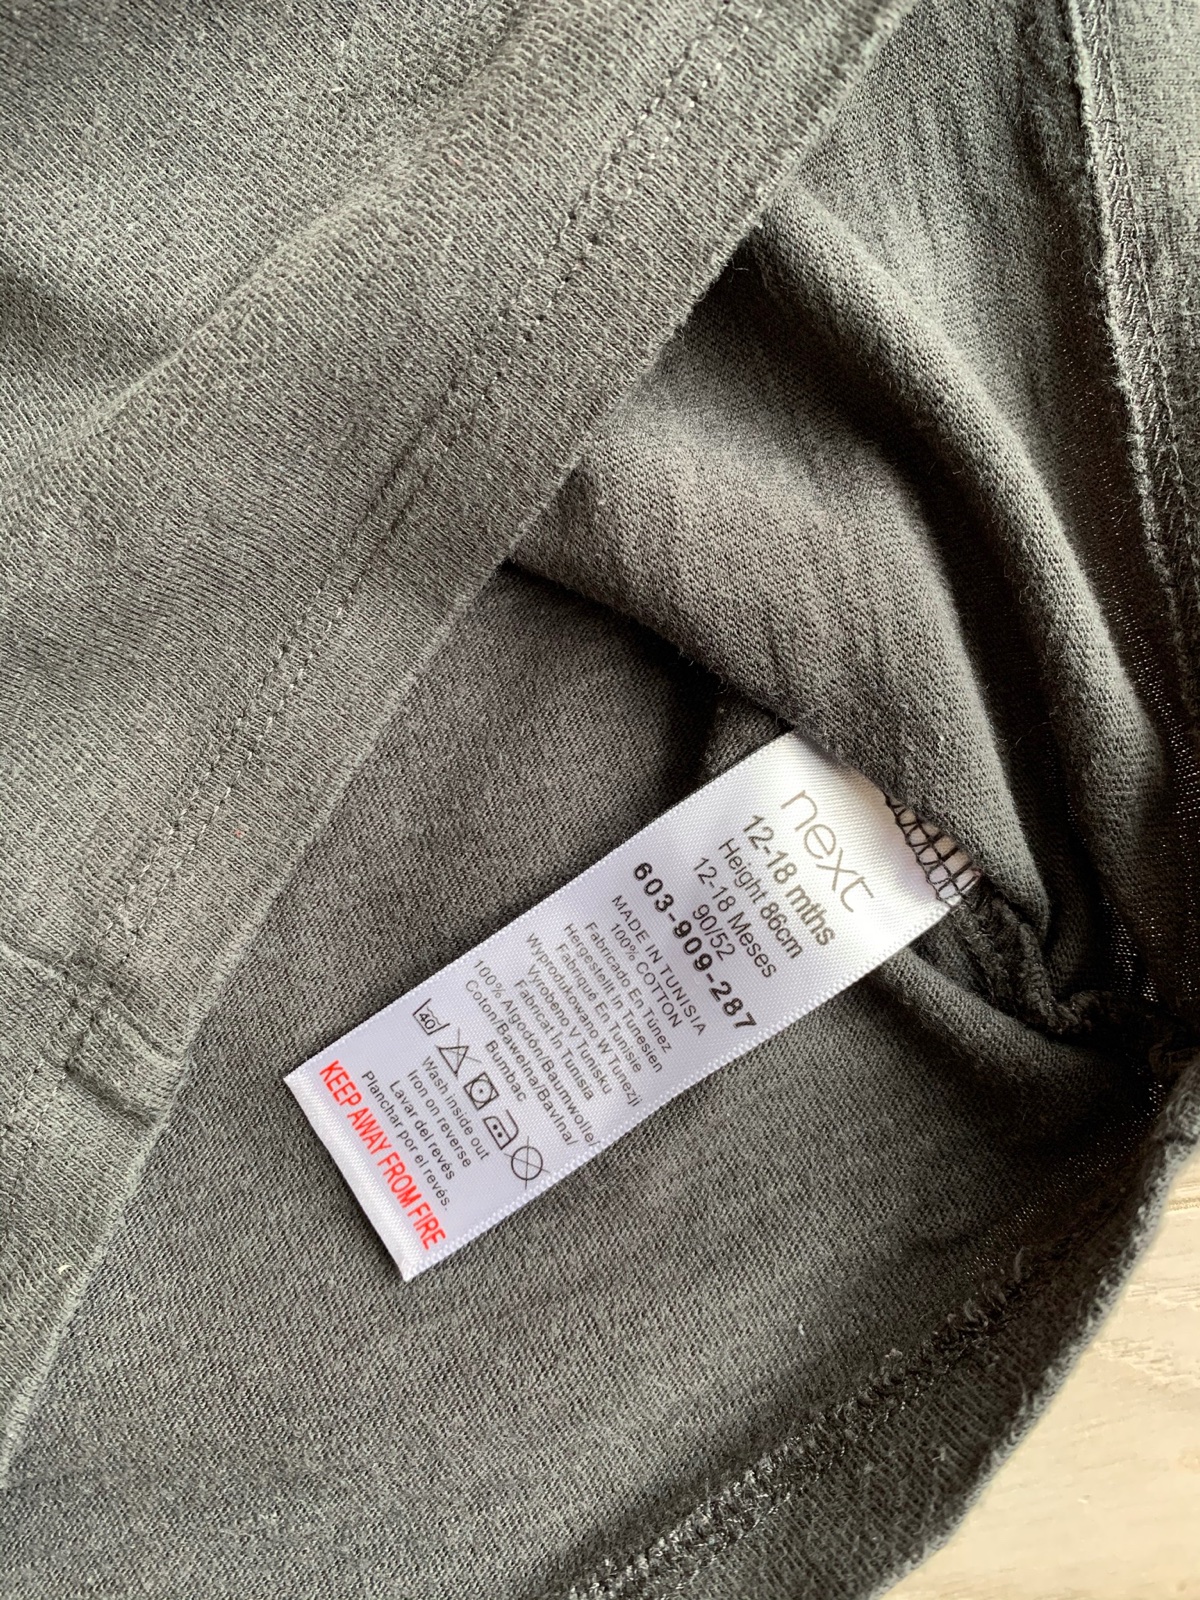 next
12-18 mths
Height 86cm
12-18 Meses
90/52
603-909-287
MADE IN TUNISIA
100% COTTON
Fabricado En Túnez
Hergestellt In Tunesien
Fabriqué En Tunisie
Wyprodukowano W Tunezji
Vyrobeno V Tunisku
Fabricat În Tunisia
100% Algodón/Baumwolle/
Coton/Bawełna/Bavlna/
Bumbac
40
Wash inside out
Iron on reverse
Lavar del revés
Planchar por el revés.
KEEP AWAY FROM FIRE